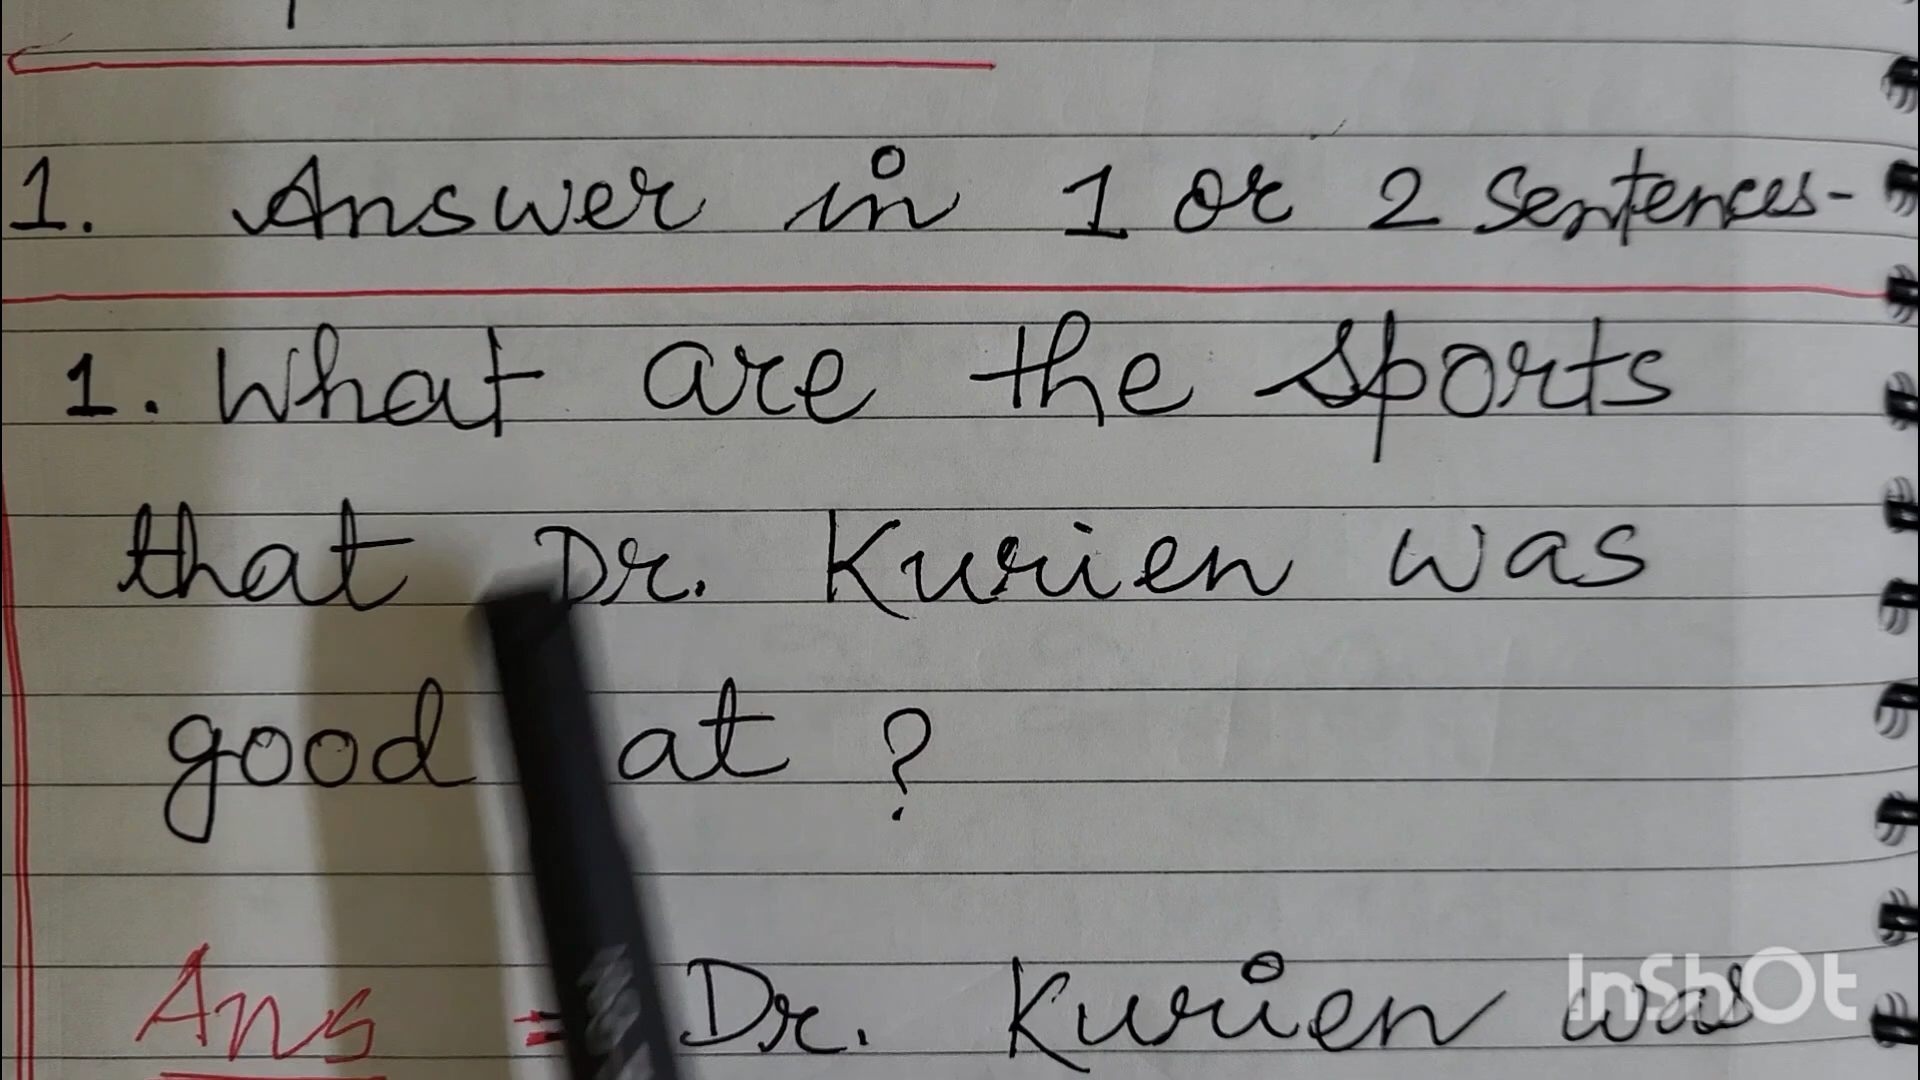 1. Answer in 1 or 2 Sentences-
1. What are the sports
that Dr. Kurien was
good at ?
Ans = Dr. Kurien was
InShOt